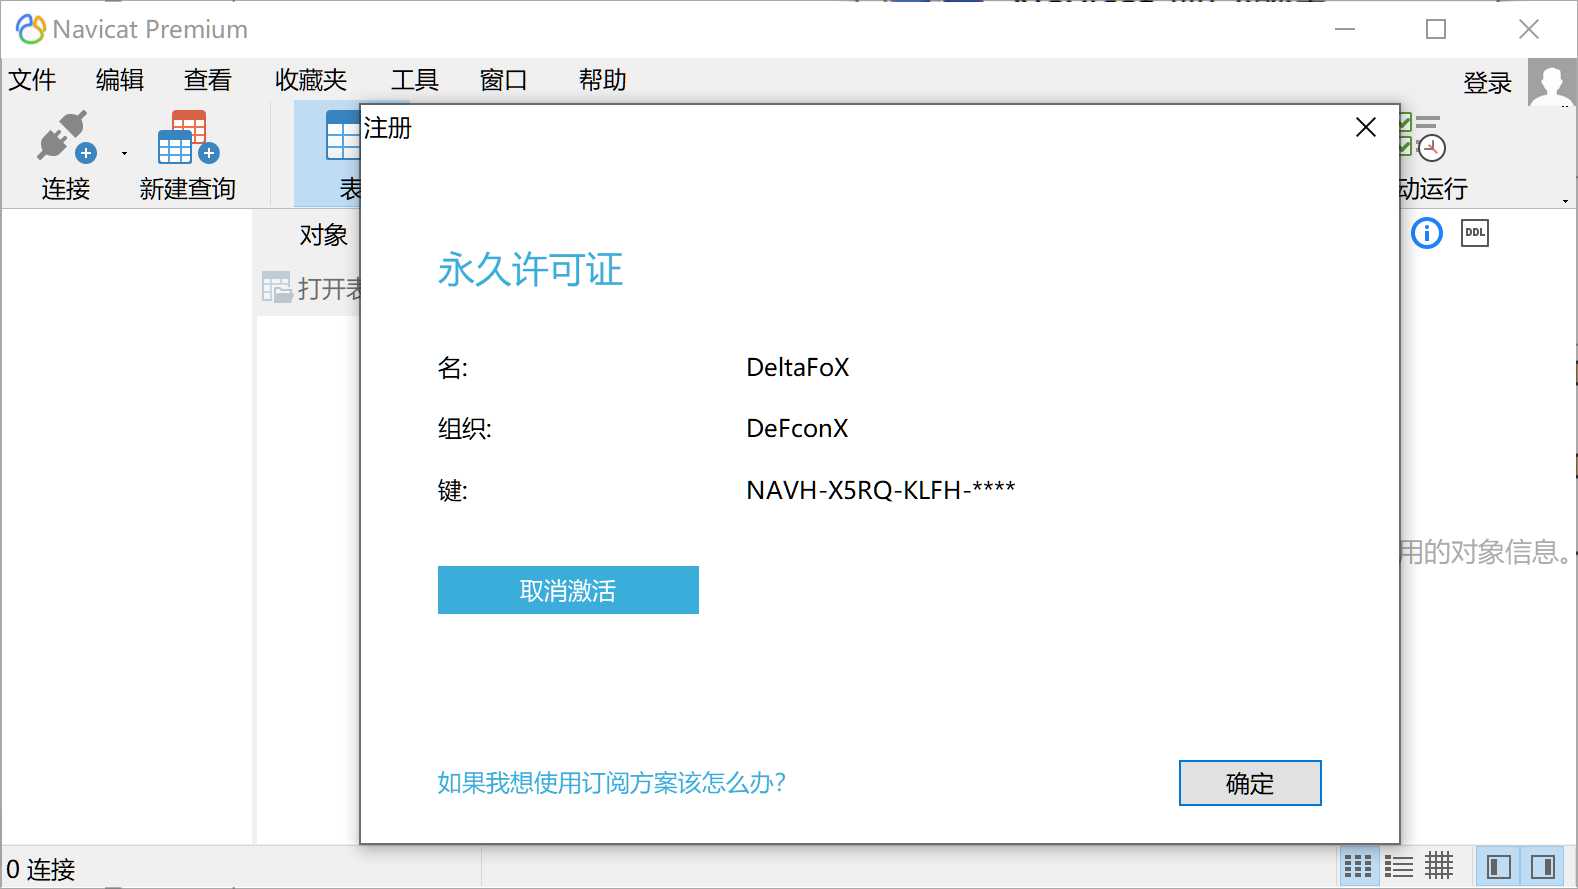 Navicat Premium
文件 编辑 查看 收藏夹 工具 窗口 帮助 登录
连接 新建查询 表 动运行
注册
对象
DDL
打开表
永久许可证
名: DeltaFoX
组织: DeFconX
键: NAVH-X5RQ-KLFH-****
用的对象信息。
取消激活
如果我想使用订阅方案该怎么办?
确定
0 连接